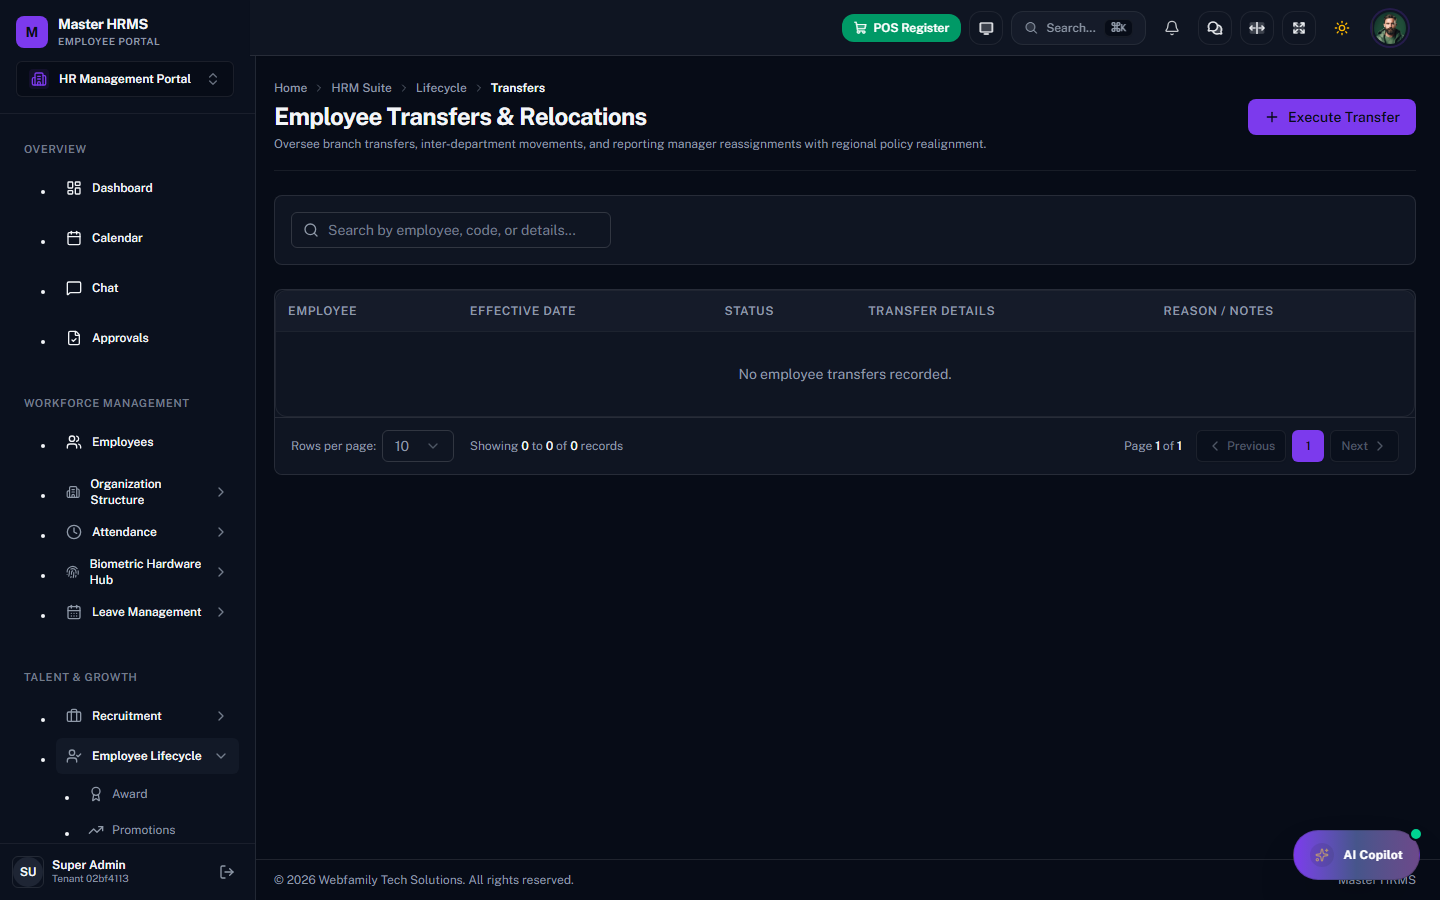 M
Master HRMS
EMPLOYEE PORTAL
HR Management Portal
POS Register
Search...
⌘K
OVERVIEW
Dashboard
Calendar
Chat
Approvals
WORKFORCE MANAGEMENT
Employees
Organization
Structure
Attendance
Biometric Hardware
Hub
Leave Management
TALENT & GROWTH
Recruitment
Employee Lifecycle
Award
Promotions
SU
Super Admin
Tenant 02bf4113
Home
HRM Suite
Lifecycle
Transfers
Employee Transfers & Relocations
Oversee branch transfers, inter-department movements, and reporting manager reassignments with regional policy realignment.
Execute Transfer
Search by employee, code, or details...
EMPLOYEE EFFECTIVE DATE STATUS TRANSFER DETAILS REASON / NOTES
No employee transfers recorded.
Rows per page: 10 Showing 0 to 0 of 0 records Page 1 of 1 Previous 1 Next
AI Copilot
© 2026 Webfamily Tech Solutions. All rights reserved.
Master HRMS